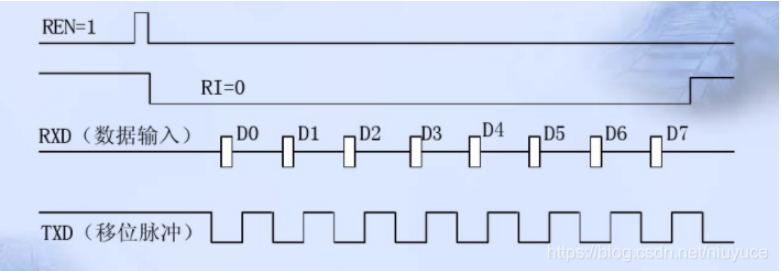 REN=1
RI=0
RXD（数据输入） D0 D1 D2 D3 D4 D5 D6 D7
TXD（移位脉冲）
https://blog.csdn.net/niuyuce